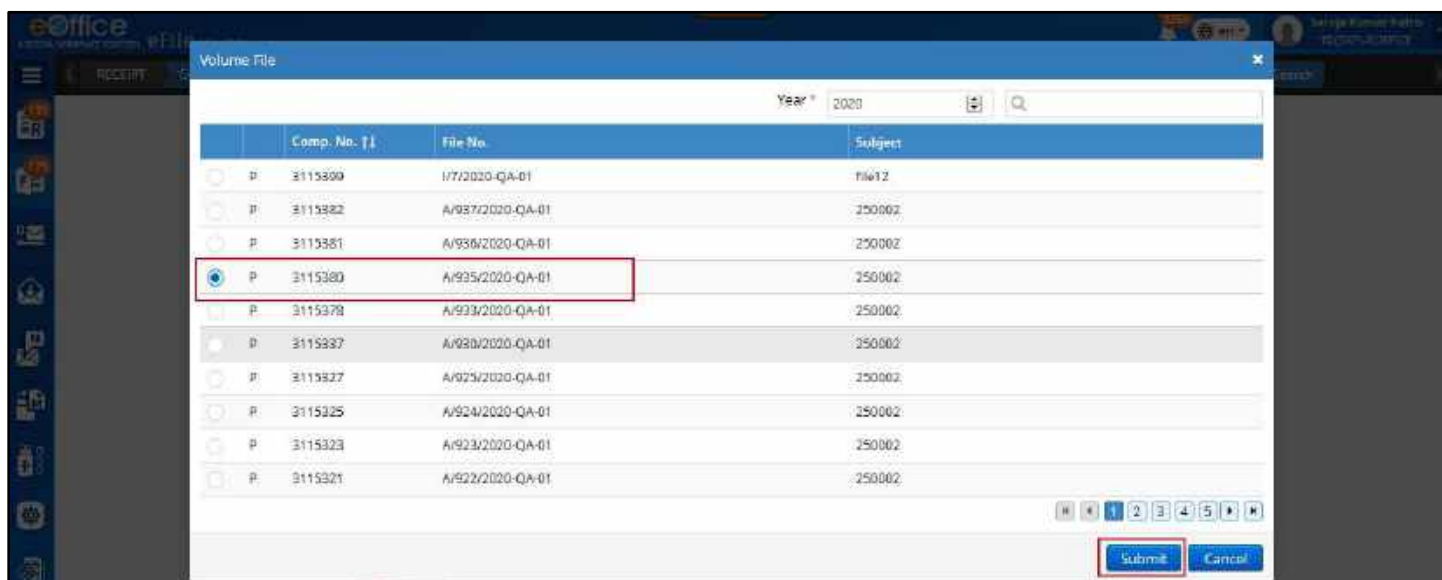 eOffice
eFile
RECEIPT
Volume File
Year * 2020
Comp. No. File No. Subject
P 3115399 I/7/2020-QA-01 file12
P 3115382 A/937/2020-QA-01 250002
P 3115381 A/936/2020-QA-01 250002
P 3115380 A/935/2020-QA-01 250002
P 3115378 A/933/2020-QA-01 250002
P 3115337 A/930/2020-QA-01 250002
P 3115327 A/925/2020-QA-01 250002
P 3115325 A/924/2020-QA-01 250002
P 3115323 A/923/2020-QA-01 250002
P 3115321 A/922/2020-QA-01 250002
1 2 3 4 5
Submit Cancel